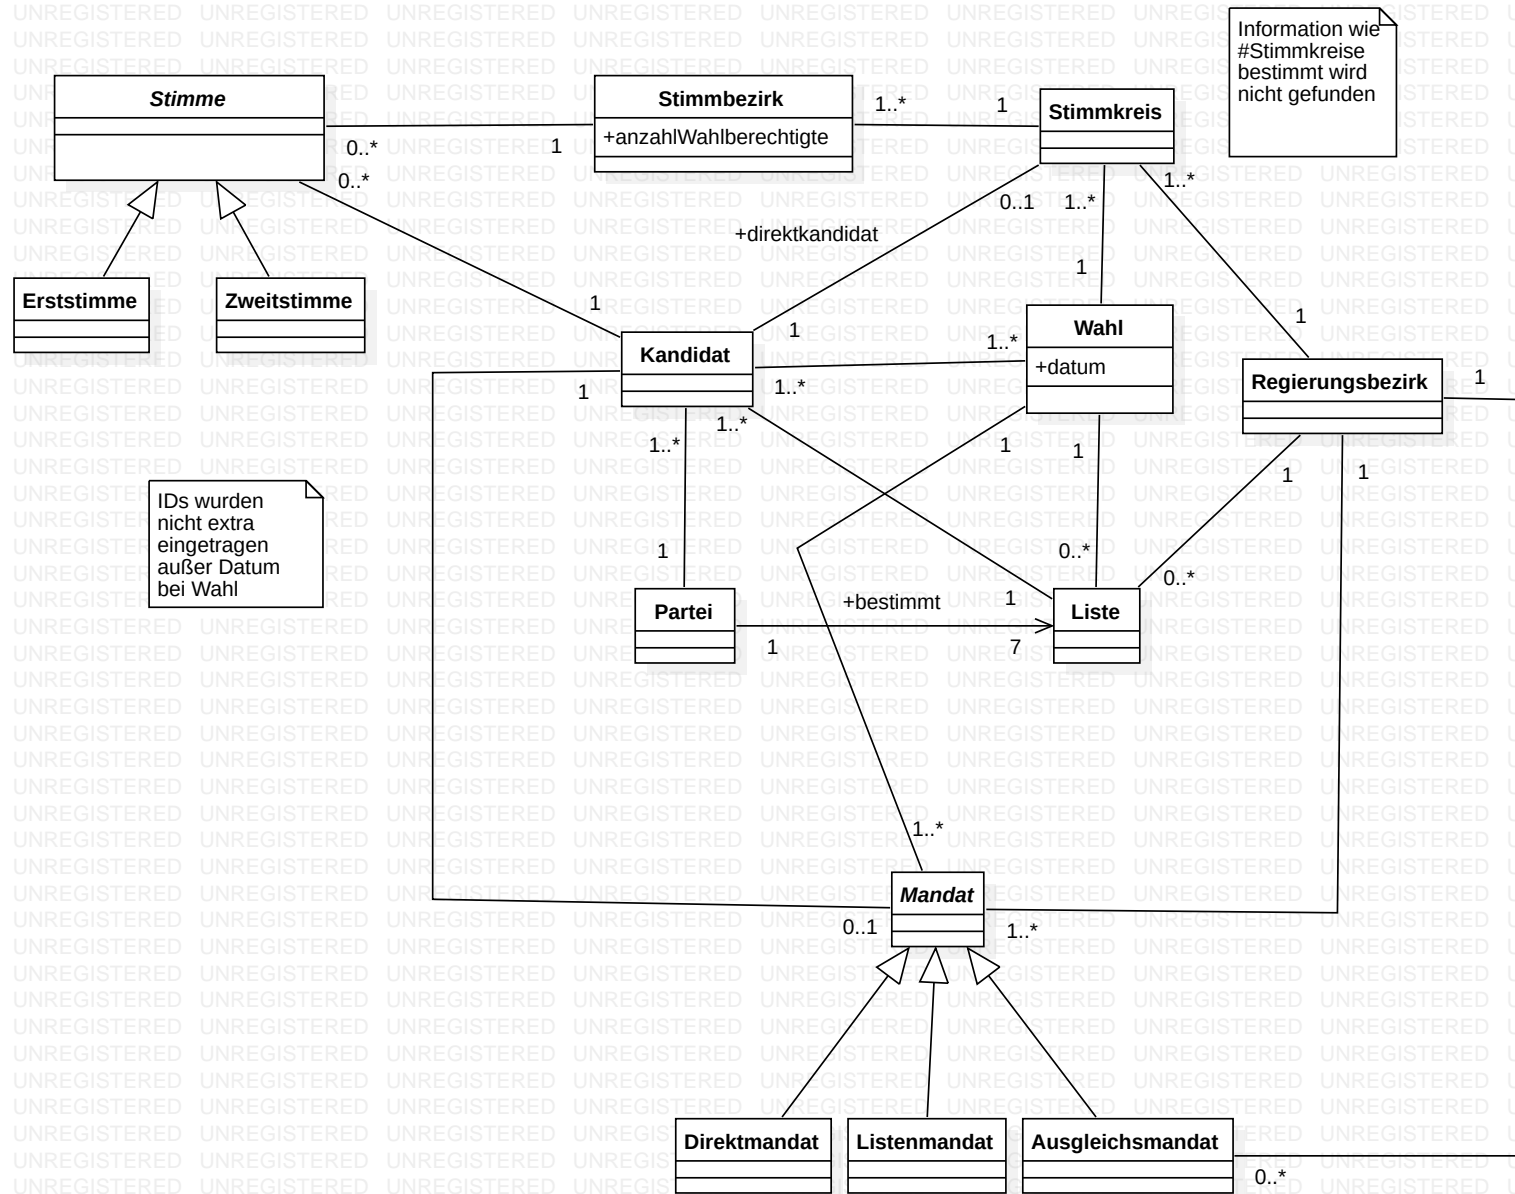 Information wie
#Stimmkreise
bestimmt wird
nicht gefunden
Stimme
Stimmbezirk
+anzahlWahlberechtigte
Stimmkreis
0..*
1
1..*
1
0..*
0..1
1..*
1..*
+direktkandidat
Erststimme
Zweitstimme
1
1
1
1
Kandidat
Wahl
+datum
Regierungsbezirk
1..*
1..*
1
1
1..*
1..*
1
1
1
1
IDs wurden
nicht extra
eingetragen
außer Datum
bei Wahl
1
0..*
0..*
Partei
+bestimmt
1
Liste
1
7
1..*
Mandat
0..1
1..*
Direktmandat
Listenmandat
Ausgleichsmandat
0..*
UNREGISTERED